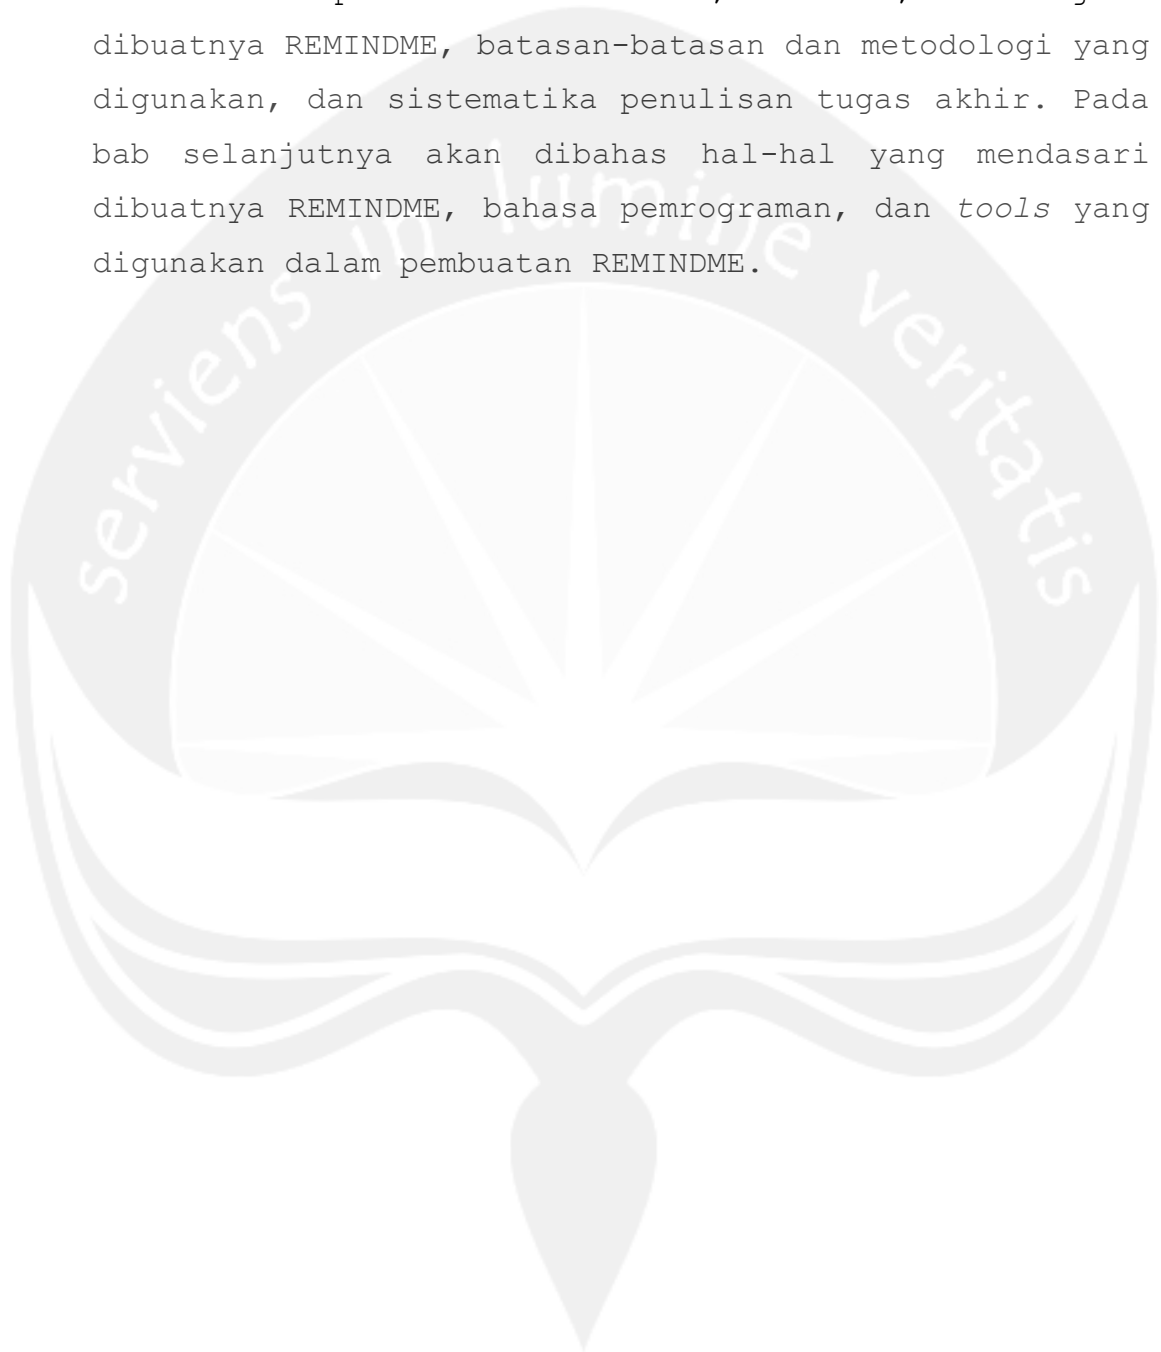 dibuatnya REMINDME, batasan-batasan dan metodologi yang
digunakan, dan sistematika penulisan tugas akhir. Pada
bab selanjutnya akan dibahas hal-hal yang mendasari
dibuatnya REMINDME, bahasa pemrograman, dan tools yang
digunakan dalam pembuatan REMINDME.
serviens in lumine veritatis